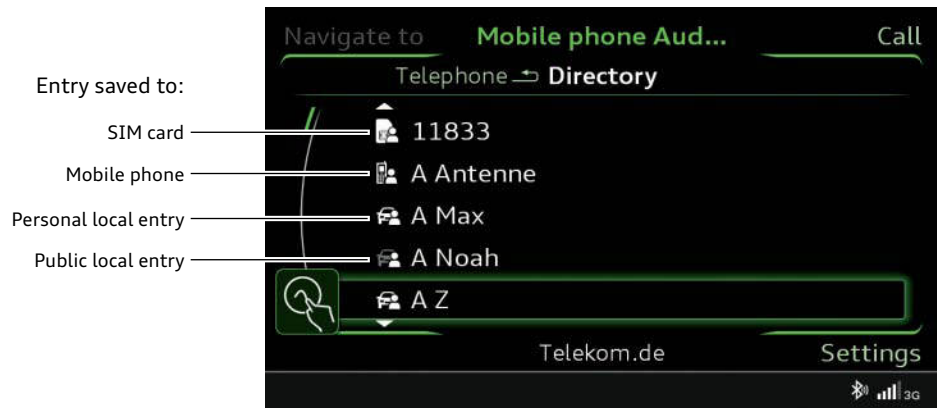 Navigate to Mobile phone Aud... Call
Telephone Directory
Entry saved to:
SIM card 11833
Mobile phone A Antenne
Personal local entry A Max
Public local entry A Noah
A Z
Telekom.de Settings
3G